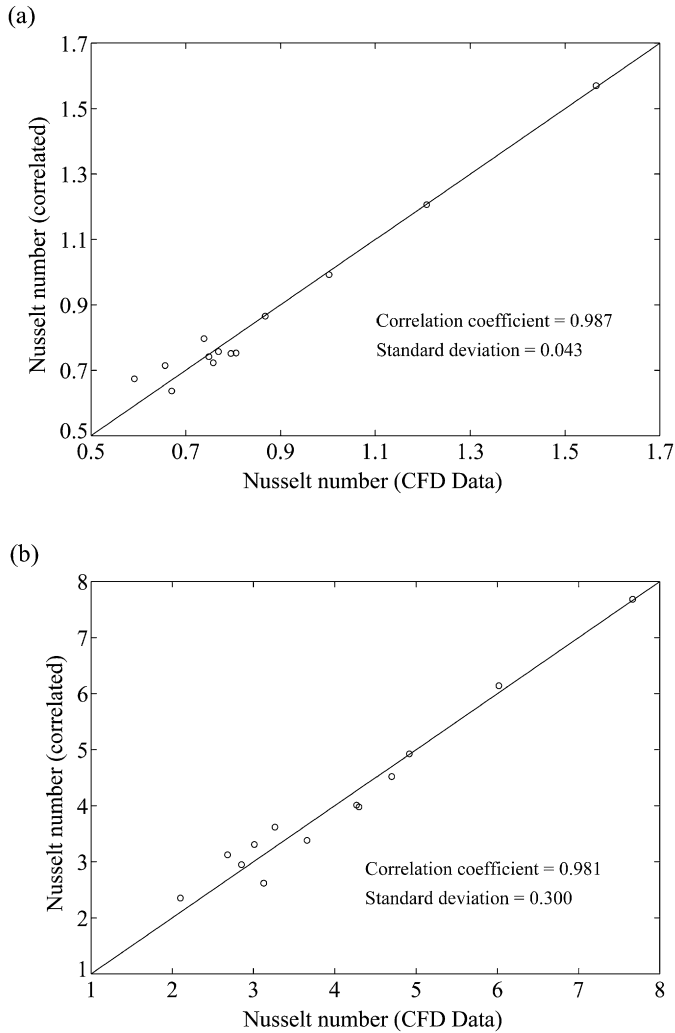 (a)
1.7
1.5
1.3
1.1
0.9
0.7
0.5
Nusselt number (correlated)
Correlation coefficient = 0.987
Standard deviation = 0.043
0.5 0.7 0.9 1.1 1.3 1.5 1.7
Nusselt number (CFD Data)
(b)
8
7
6
5
4
3
2
1
Nusselt number (correlated)
Correlation coefficient = 0.981
Standard deviation = 0.300
1 2 3 4 5 6 7 8
Nusselt number (CFD Data)